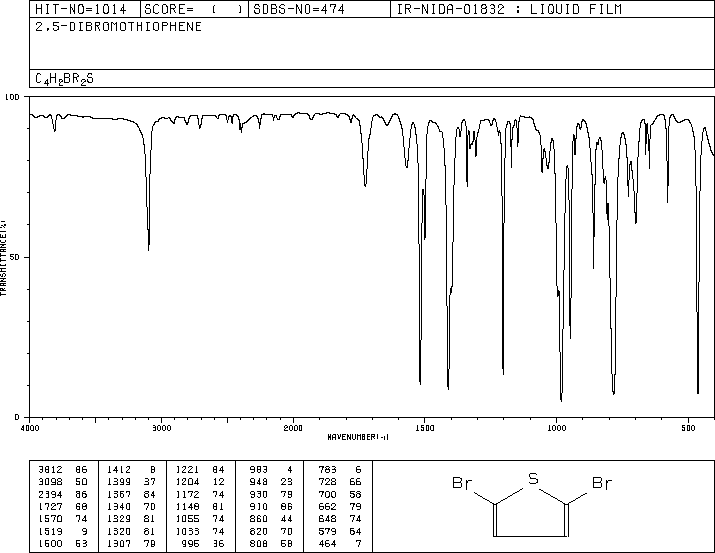 HIT-NO=1014 SCORE= ( ) SDBS-NO=474 IR-NIDA-01832 : LIQUID FILM
2,5-DIBROMOTHIOPHENE
C4H2BR2S
100
50
0
TRANSMITTANCE(%)
4000 3000 2000 1500 1000 500
WAVENUMBER(-1)
3812 86 1412 8 1221 84 983 4 783 6
3098 50 1399 37 1204 12 948 23 728 66
2394 86 1367 84 1172 74 930 79 700 58
1727 68 1340 70 1148 81 910 86 662 79
1570 74 1329 81 1055 74 860 44 648 74
1519 9 1320 81 1033 74 820 70 579 64
1500 53 1307 79 996 36 808 58 464 7
Br S Br